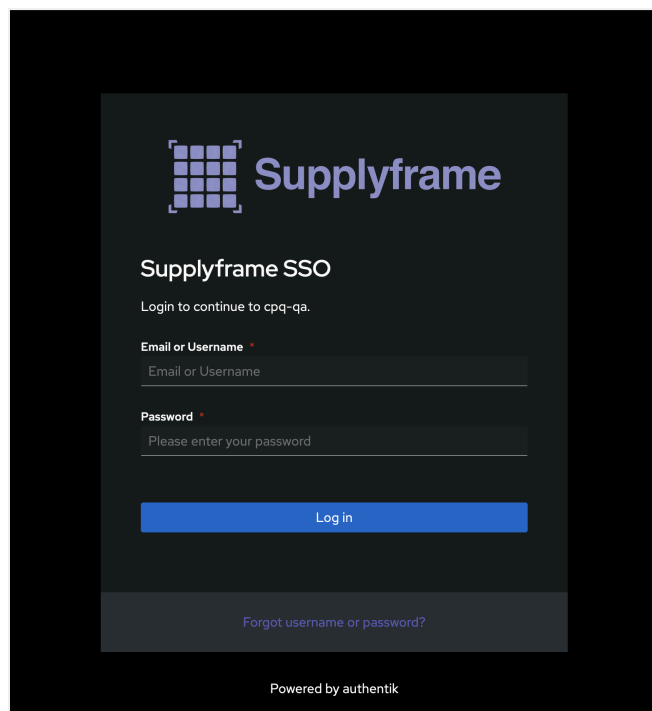 Supplyframe
Supplyframe SSO
Login to continue to cpq-qa.
Email or Username *
Email or Username
Password *
Please enter your password
Log in
Forgot username or password?
Powered by authentik